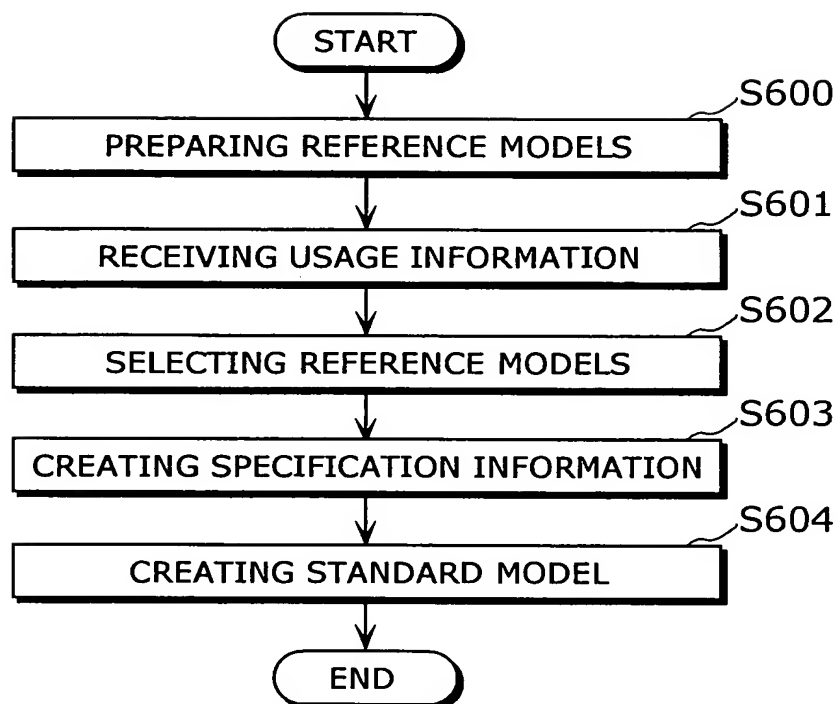 START
S600
PREPARING REFERENCE MODELS
S601
RECEIVING USAGE INFORMATION
S602
SELECTING REFERENCE MODELS
S603
CREATING SPECIFICATION INFORMATION
S604
CREATING STANDARD MODEL
END